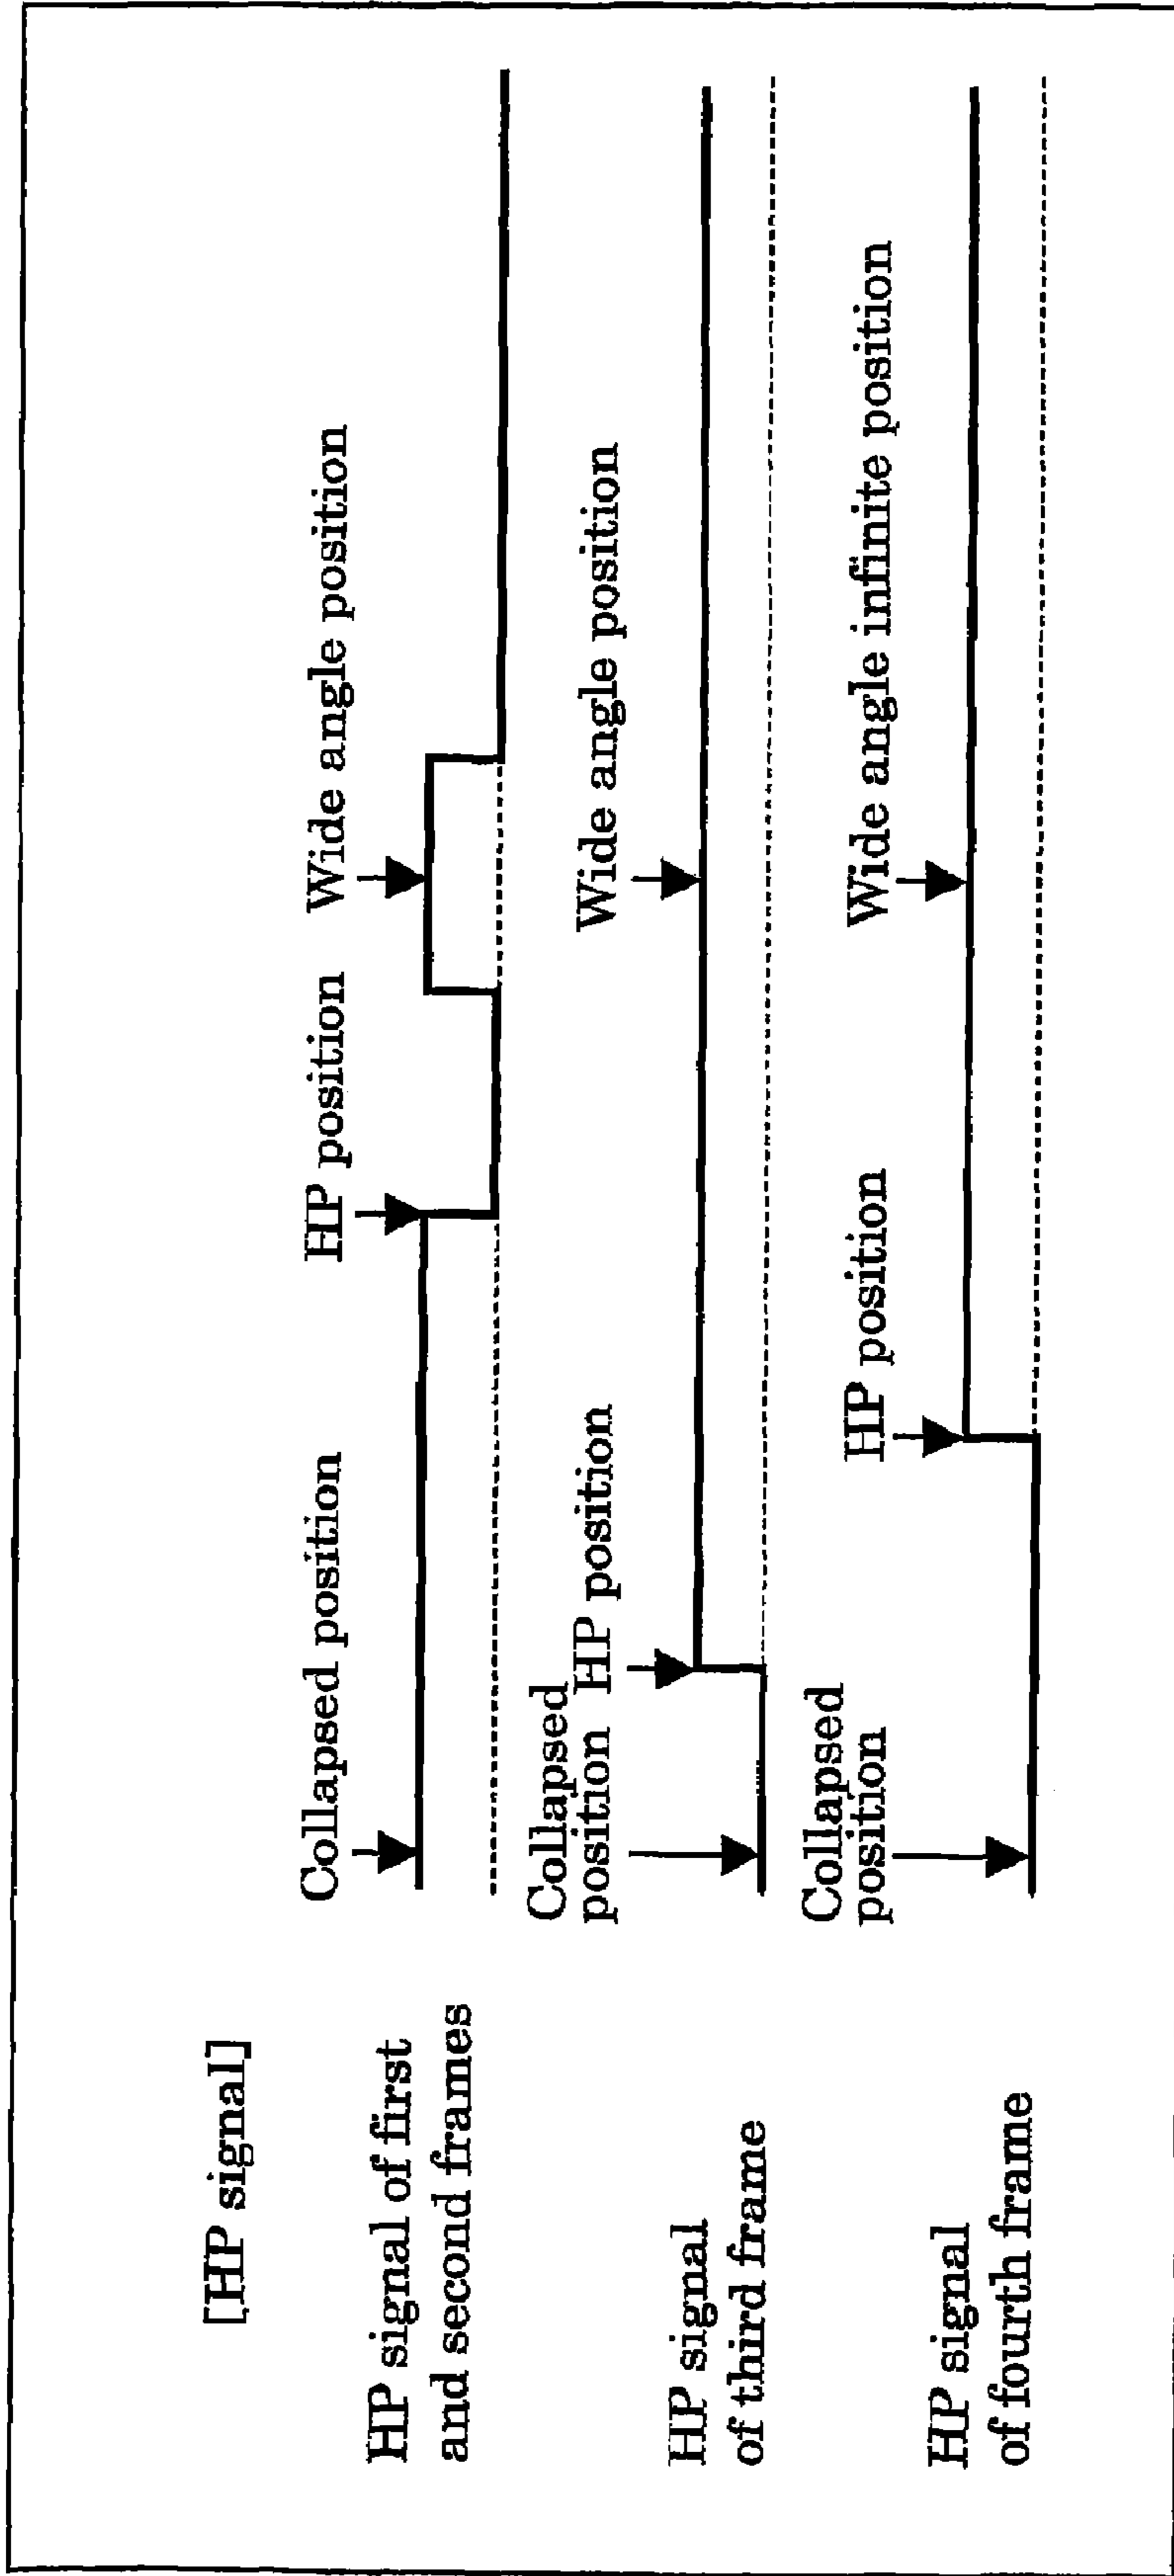 [HP signal]
HP signal of first
and second frames
Collapsed position
HP position
Wide angle position
HP signal
of third frame
Collapsed
position
HP position
Wide angle position
HP signal
of fourth frame
Collapsed
position
HP position
Wide angle infinite position